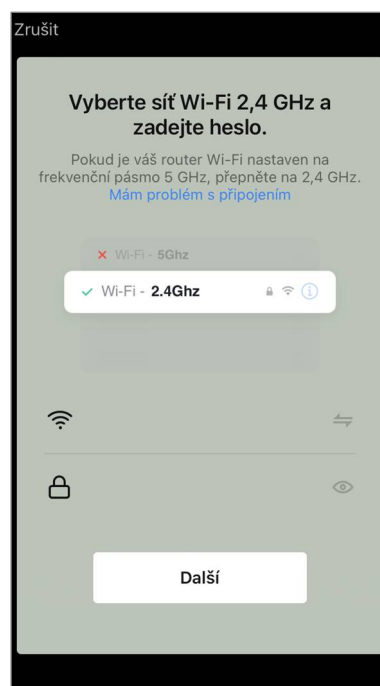 Zrušit
Vyberte síť Wi-Fi 2,4 GHz a
zadejte heslo.
Pokud je váš router Wi-Fi nastaven na
frekvenční pásmo 5 GHz, přepněte na 2,4 GHz.
Mám problém s připojením
Wi-Fi - 5Ghz
Wi-Fi - 2.4Ghz
Další